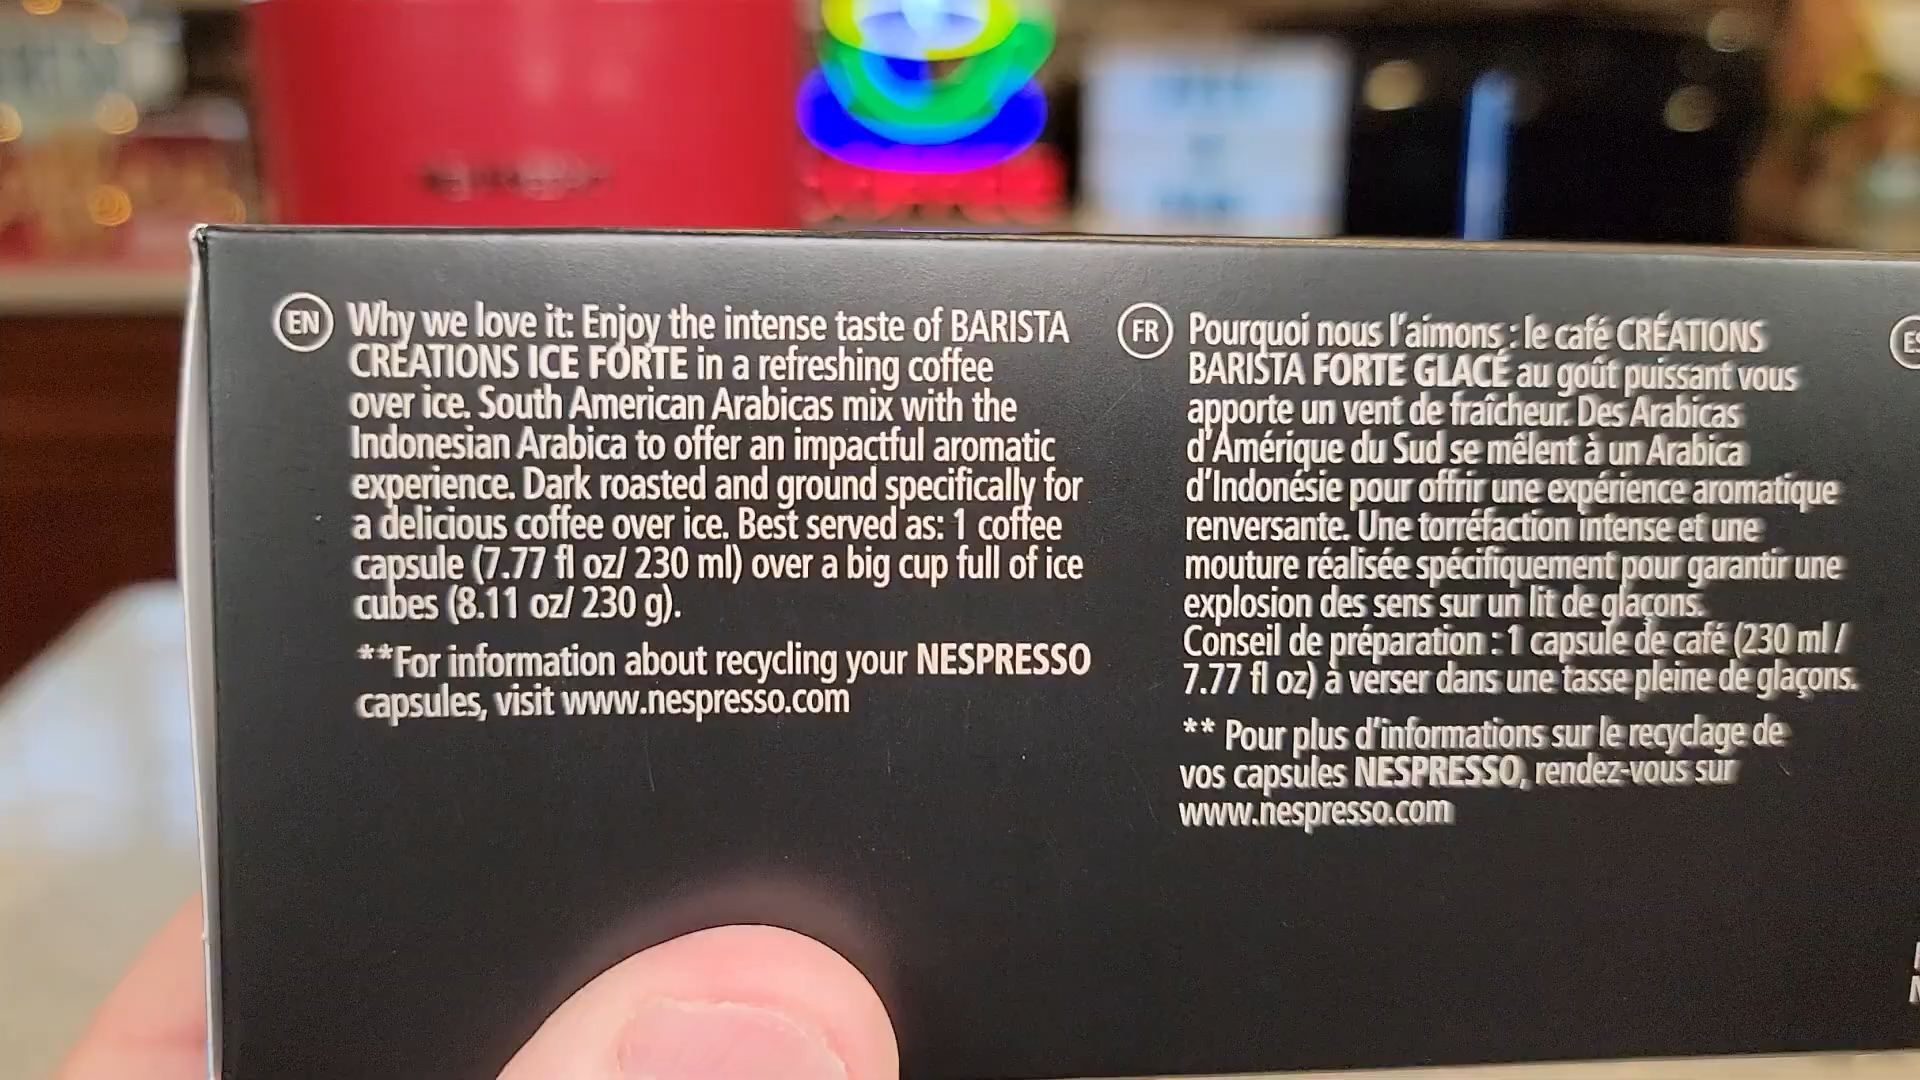 EN
Why we love it: Enjoy the intense taste of BARISTA
CREATIONS ICE FORTE in a refreshing coffee
over ice. South American Arabicas mix with the
Indonesian Arabica to offer an impactful aromatic
experience. Dark roasted and ground specifically for
a delicious coffee over ice. Best served as: 1 coffee
capsule (7.77 fl oz/ 230 ml) over a big cup full of ice
cubes (8.11 oz/ 230 g).
**For information about recycling your NESPRESSO
capsules, visit www.nespresso.com
FR
Pourquoi nous l'aimons : le café CRÉATIONS
BARISTA FORTE GLACÉ au goût puissant vous
apporte un vent de fraîcheur. Des Arabicas
d'Amérique du Sud se mêlent à un Arabica
d'Indonésie pour offrir une expérience aromatique
renversante. Une torréfaction intense et une
mouture réalisée spécifiquement pour garantir une
explosion des sens sur un lit de glaçons.
Conseil de préparation : 1 capsule de café (230 ml /
7.77 fl oz) à verser dans une tasse pleine de glaçons.
** Pour plus d'informations sur le recyclage de
vos capsules NESPRESSO, rendez-vous sur
www.nespresso.com